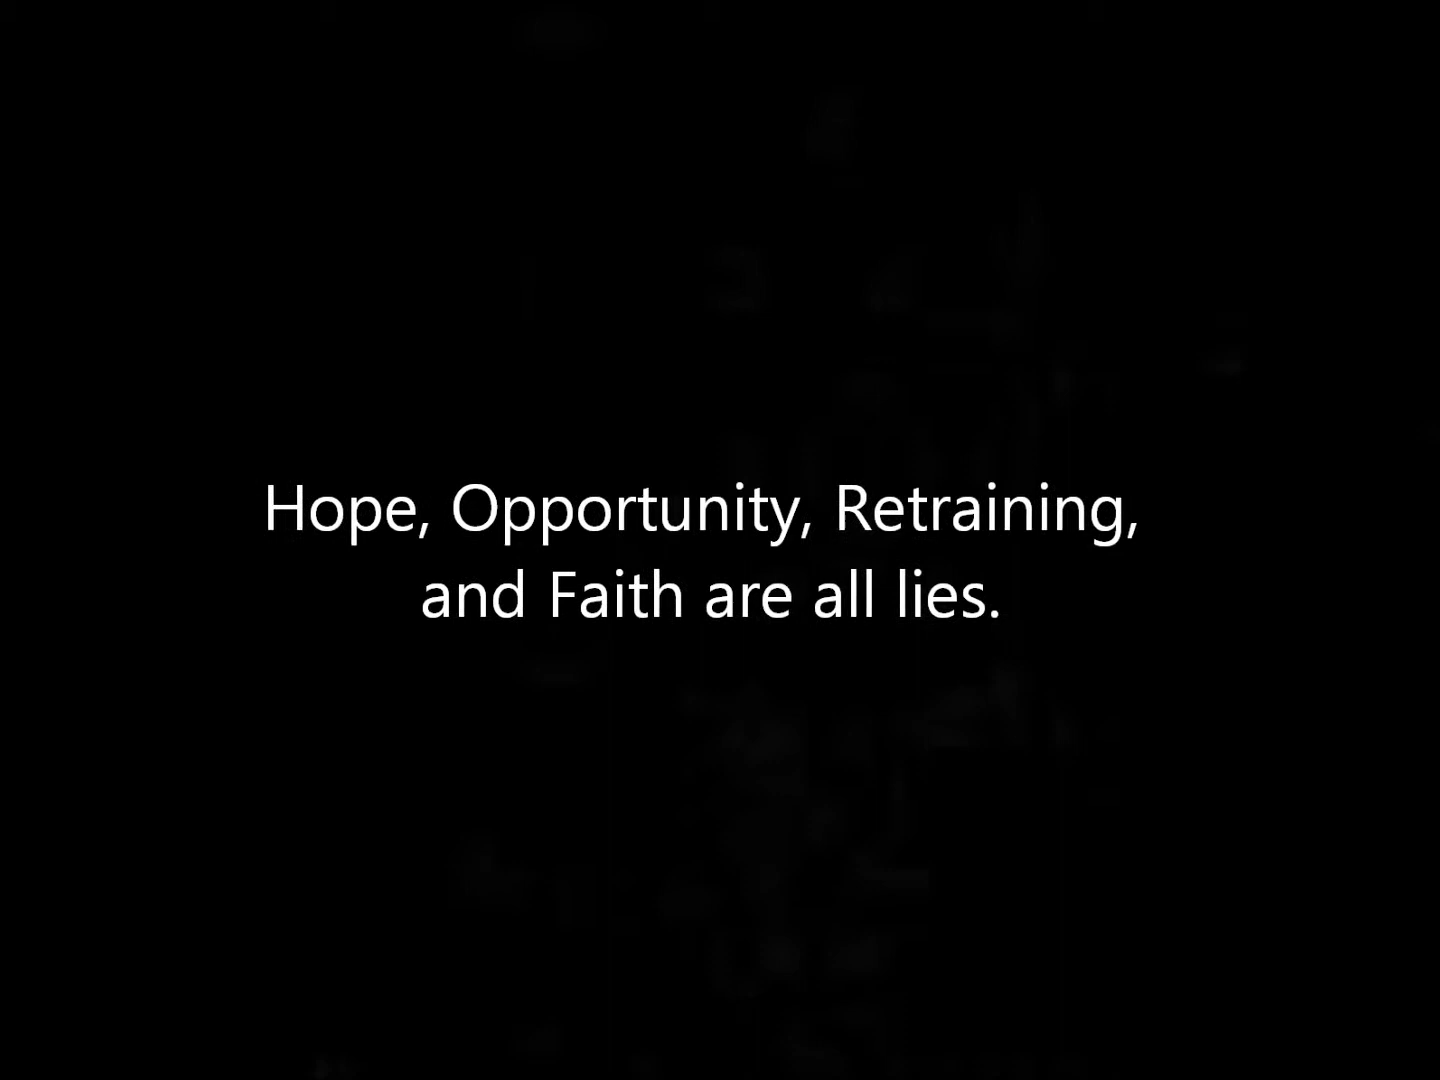 Hope, Opportunity, Retraining,
and Faith are all lies.